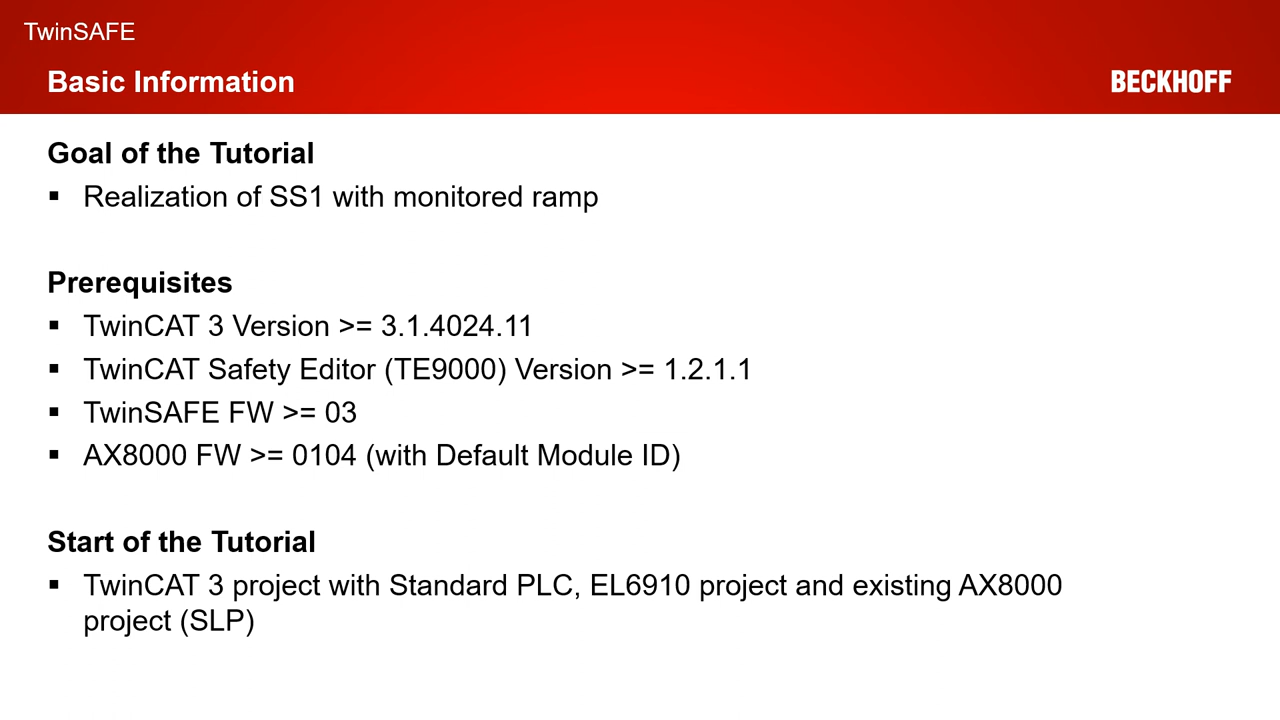 TwinSAFE
Basic Information
BECKHOFF
Goal of the Tutorial
▪ Realization of SS1 with monitored ramp
Prerequisites
▪ TwinCAT 3 Version >= 3.1.4024.11
▪ TwinCAT Safety Editor (TE9000) Version >= 1.2.1.1
▪ TwinSAFE FW >= 03
▪ AX8000 FW >= 0104 (with Default Module ID)
Start of the Tutorial
▪ TwinCAT 3 project with Standard PLC, EL6910 project and existing AX8000
project (SLP)